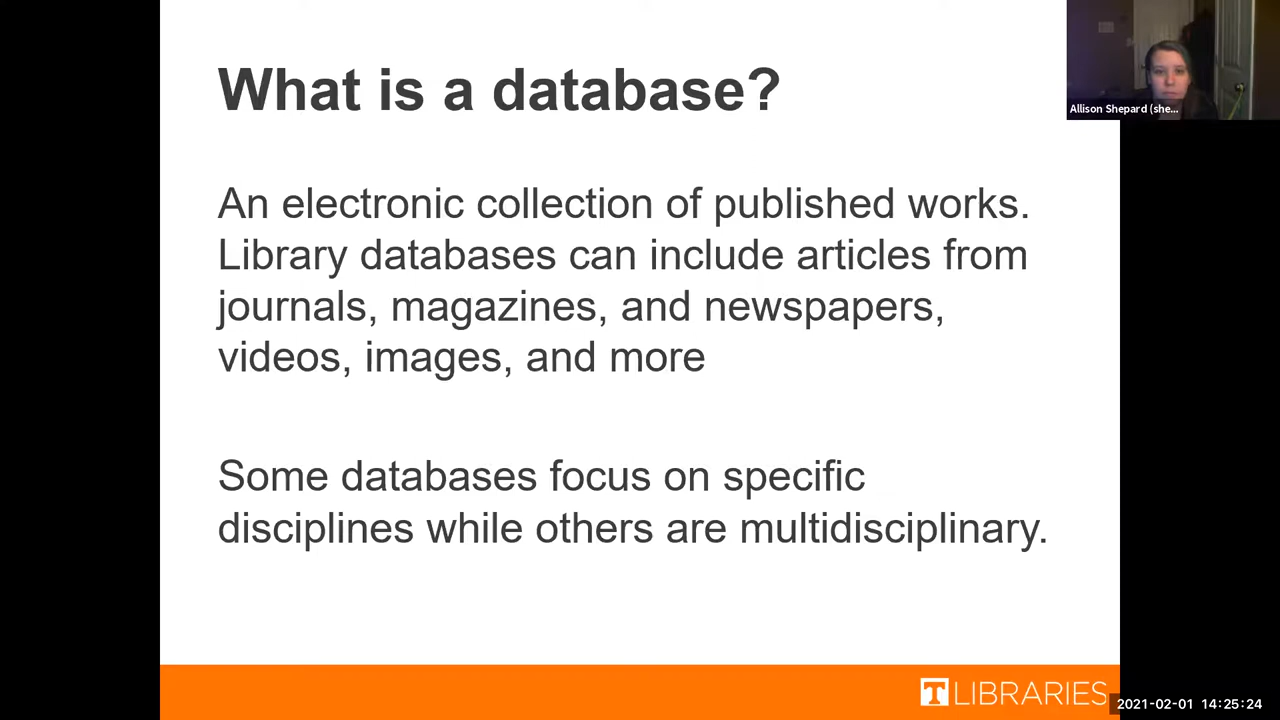 What is a database?
Allison Shepard (she...
An electronic collection of published works.
Library databases can include articles from
journals, magazines, and newspapers,
videos, images, and more
Some databases focus on specific
disciplines while others are multidisciplinary.
T LIBRARIES
2021-02-01 14:25:24